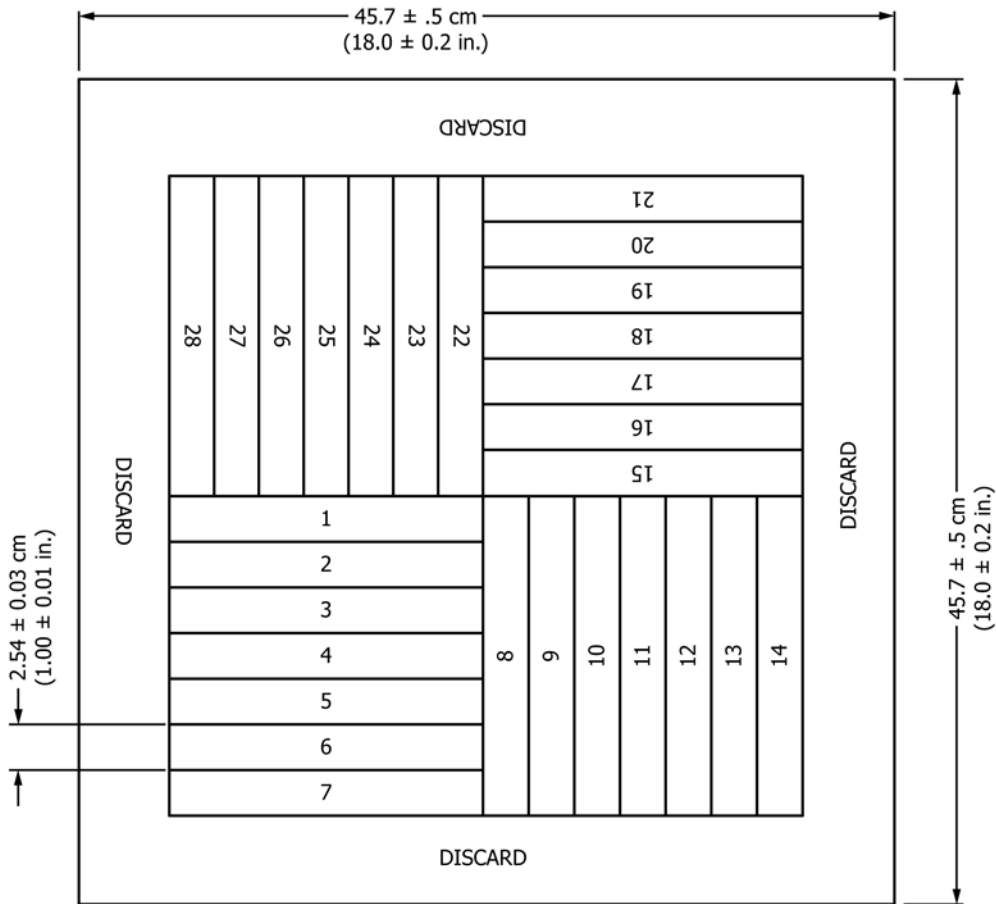 45.7 ± .5 cm
(18.0 ± 0.2 in.)
DISCARD
21
20
19
18
17
16
15
28
27
26
25
24
23
22
DISCARD
DISCARD
45.7 ± .5 cm
(18.0 ± 0.2 in.)
2.54 ± 0.03 cm
(1.00 ± 0.01 in.)
1
2
3
4
5
6
7
8
9
10
11
12
13
14
DISCARD